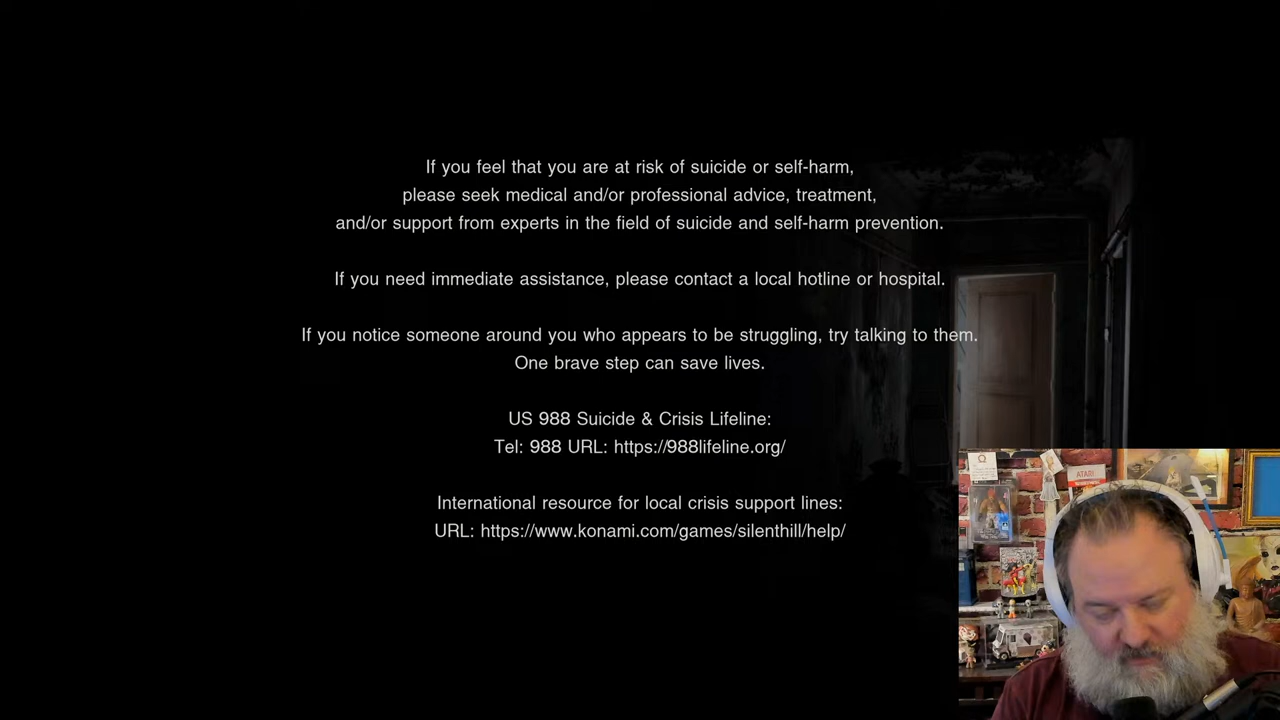 If you feel that you are at risk of suicide or self-harm,
please seek medical and/or professional advice, treatment,
and/or support from experts in the field of suicide and self-harm prevention.
If you need immediate assistance, please contact a local hotline or hospital.
If you notice someone around you who appears to be struggling, try talking to them.
One brave step can save lives.
US 988 Suicide & Crisis Lifeline:
Tel: 988 URL: https://988lifeline.org/
International resource for local crisis support lines:
URL: https://www.konami.com/games/silenthill/help/
ATARI